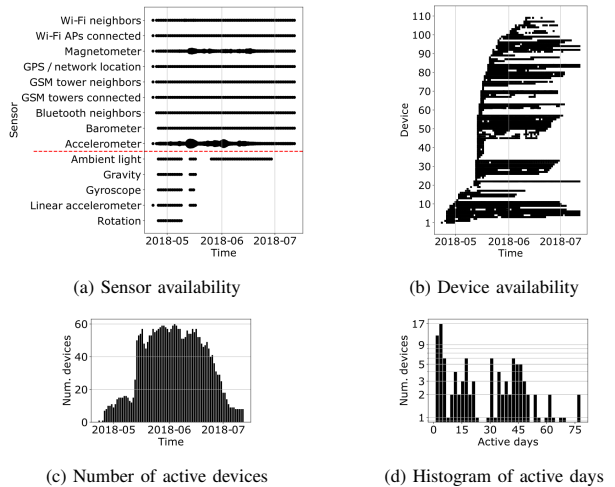 Sensor
Wi-Fi neighbors
Wi-Fi APs connected
Magnetometer
GPS / network location
GSM tower neighbors
GSM towers connected
Bluetooth neighbors
Barometer
Accelerometer
Ambient light
Gravity
Gyroscope
Linear accelerometer
Rotation
2018-05 2018-06 2018-07
Time
(a) Sensor availability
Device
110
100
90
80
70
60
50
40
30
20
10
1
2018-05 2018-06 2018-07
Time
(b) Device availability
Num. devices
60
40
20
0
2018-05 2018-06 2018-07
Time
(c) Number of active devices
Num. devices
17
9
5
3
2
1
0 15 30 45 60 75
Active days
(d) Histogram of active days